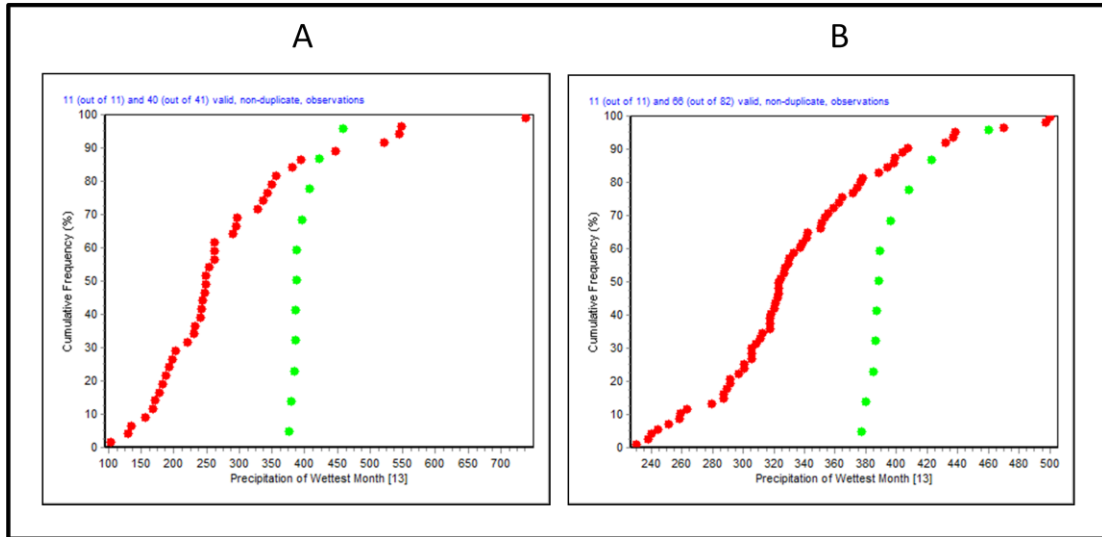 A
B
11 (out of 11) and 40 (out of 41) valid, non-duplicate, observations
100
90
80
70
60
50
40
30
20
10
0
Cumulative Frequency (%)
100 150 200 250 300 350 400 450 500 550 600 650 700
Precipitation of Wettest Month [13]
11 (out of 11) and 66 (out of 82) valid, non-duplicate, observations
100
90
80
70
60
50
40
30
20
10
0
Cumulative Frequency (%)
240 260 280 300 320 340 360 380 400 420 440 460 480 500
Precipitation of Wettest Month [13]